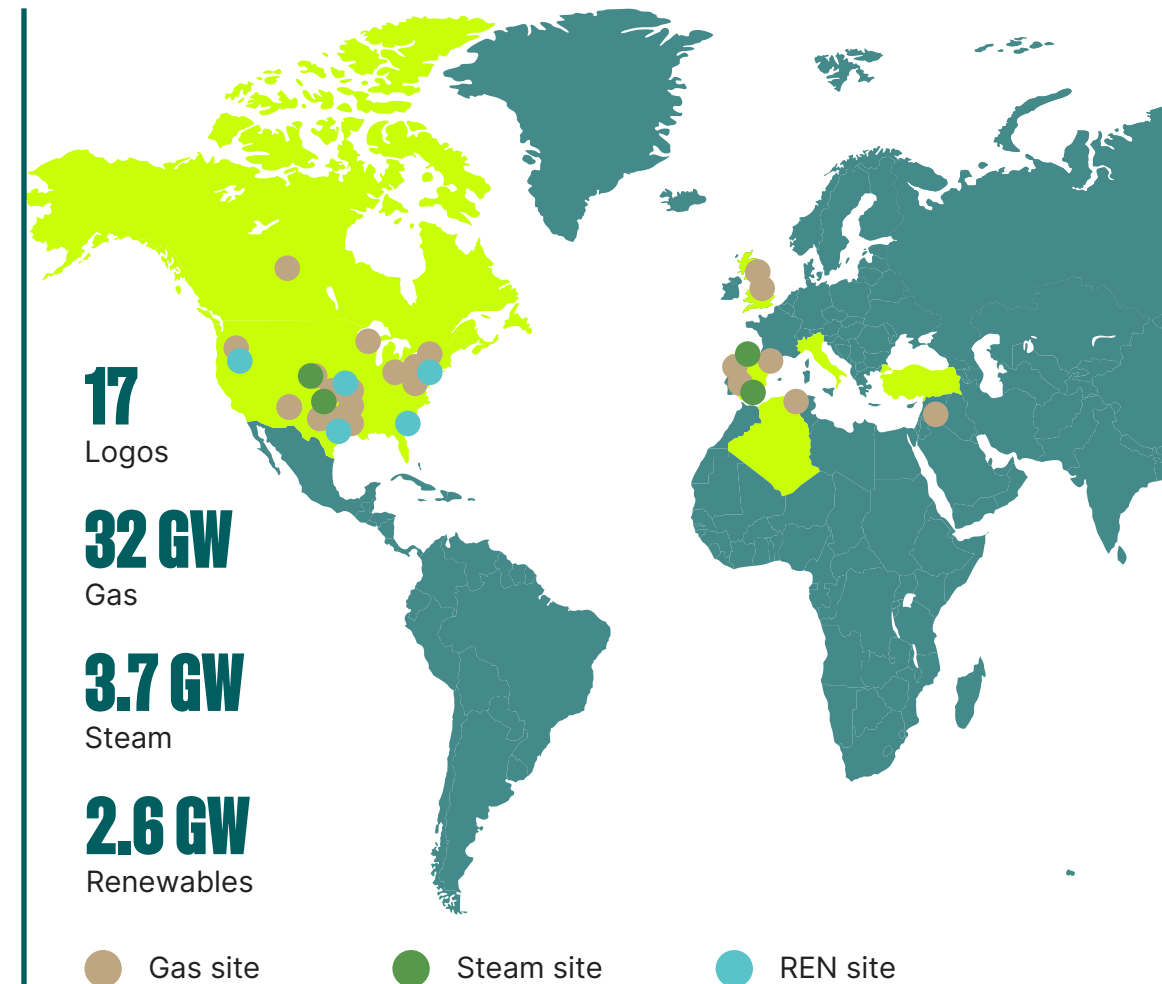 17
Logos
32 GW
Gas
3.7 GW
Steam
2.6 GW
Renewables
Gas site
Steam site
REN site